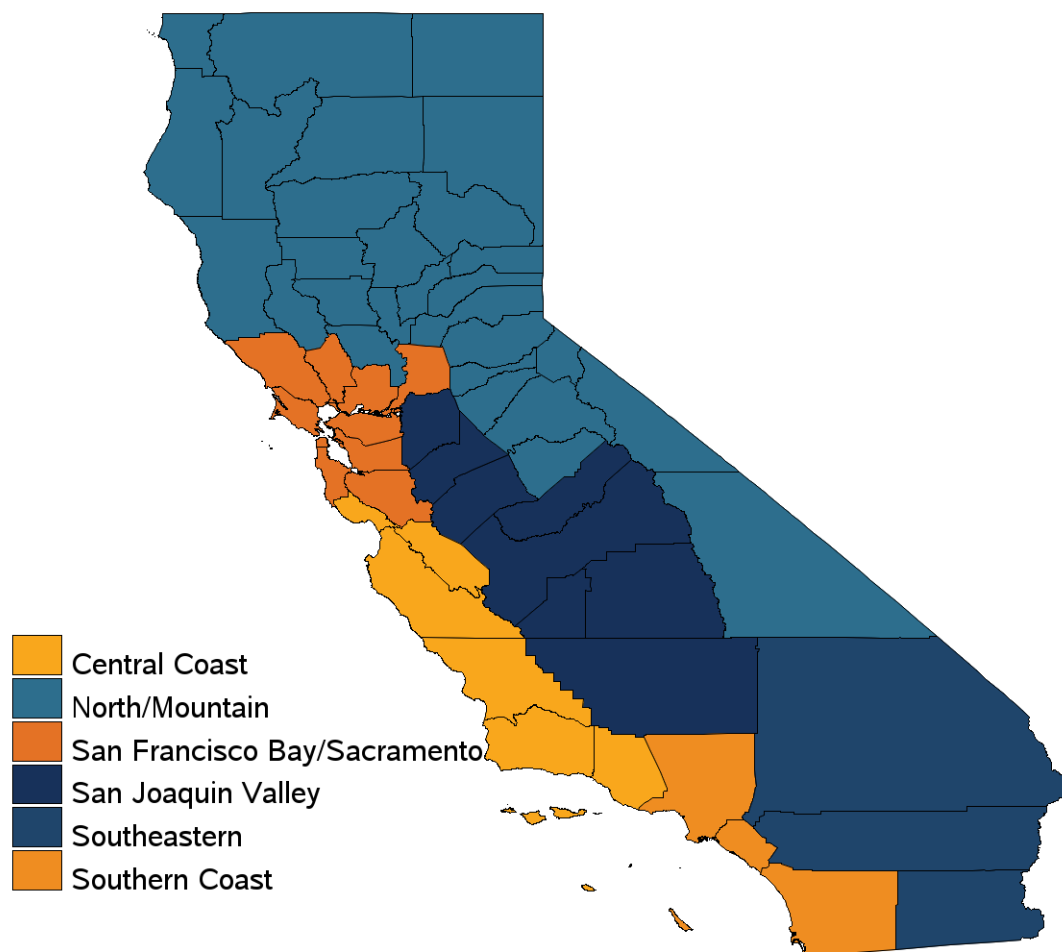 Central Coast
North/Mountain
San Francisco Bay/Sacramento
San Joaquin Valley
Southeastern
Southern Coast